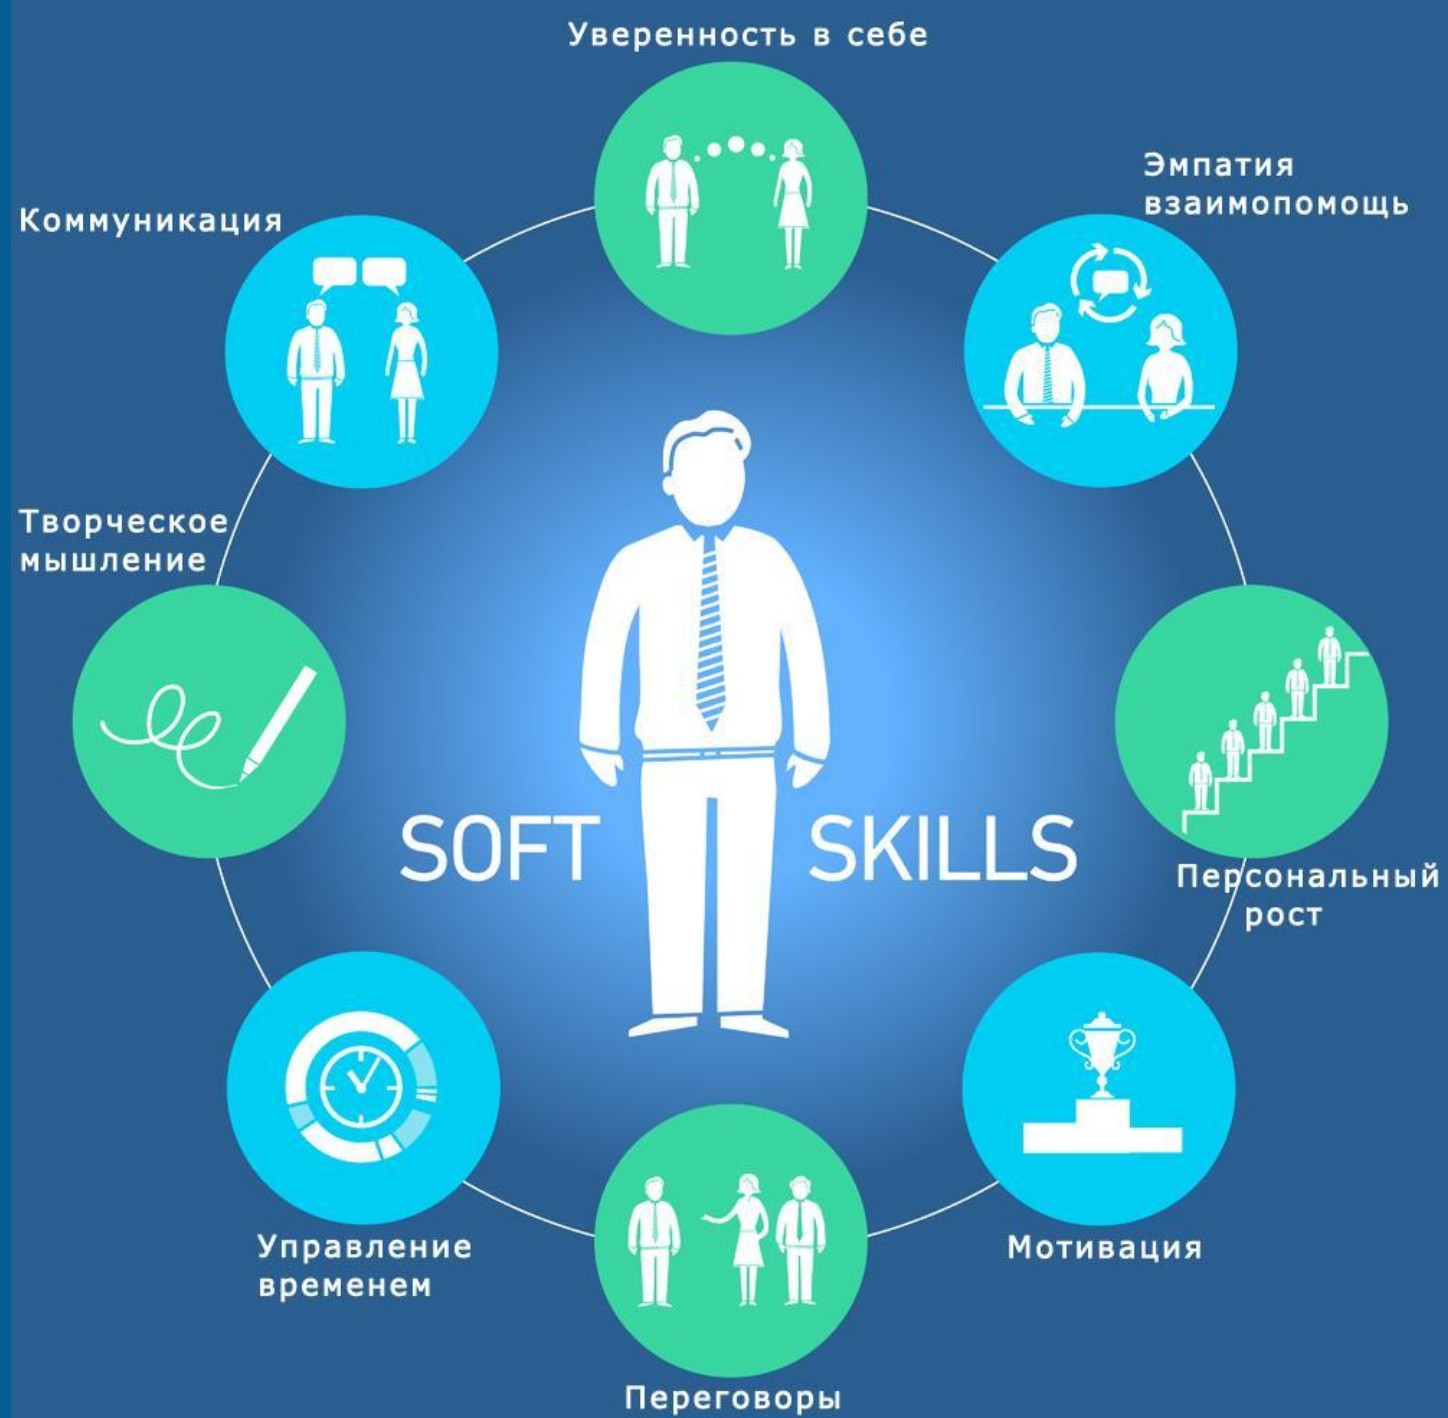 Уверенность в себе
Эмпатия
взаимопомощь
Коммуникация
Творческое
мышление
SOFT SKILLS
Персональный
рост
Управление
временем
Мотивация
Переговоры